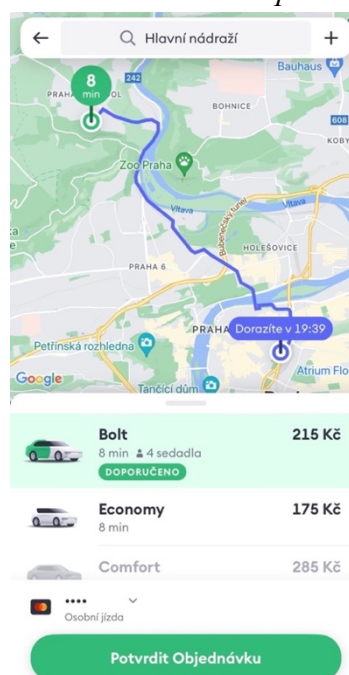 Hlavní nádraží
Bauhaus
8
min
242
PRAHA
BOHNICE
608
KOBY
Zoo Praha
Vltava
Vltava
Bubenečský tunel
HOLEŠOVICE
PRAHA 6
PRAHA
Dorazíte v 19:39
Petřínská rozhledna
Atrium Flo
Google
Tančící dům
Bolt
215 Kč
8 min 4 sedadla
DOPORUČENO
Economy
175 Kč
8 min
Comfort
285 Kč
••••
Osobní jízda
Potvrdit Objednávku